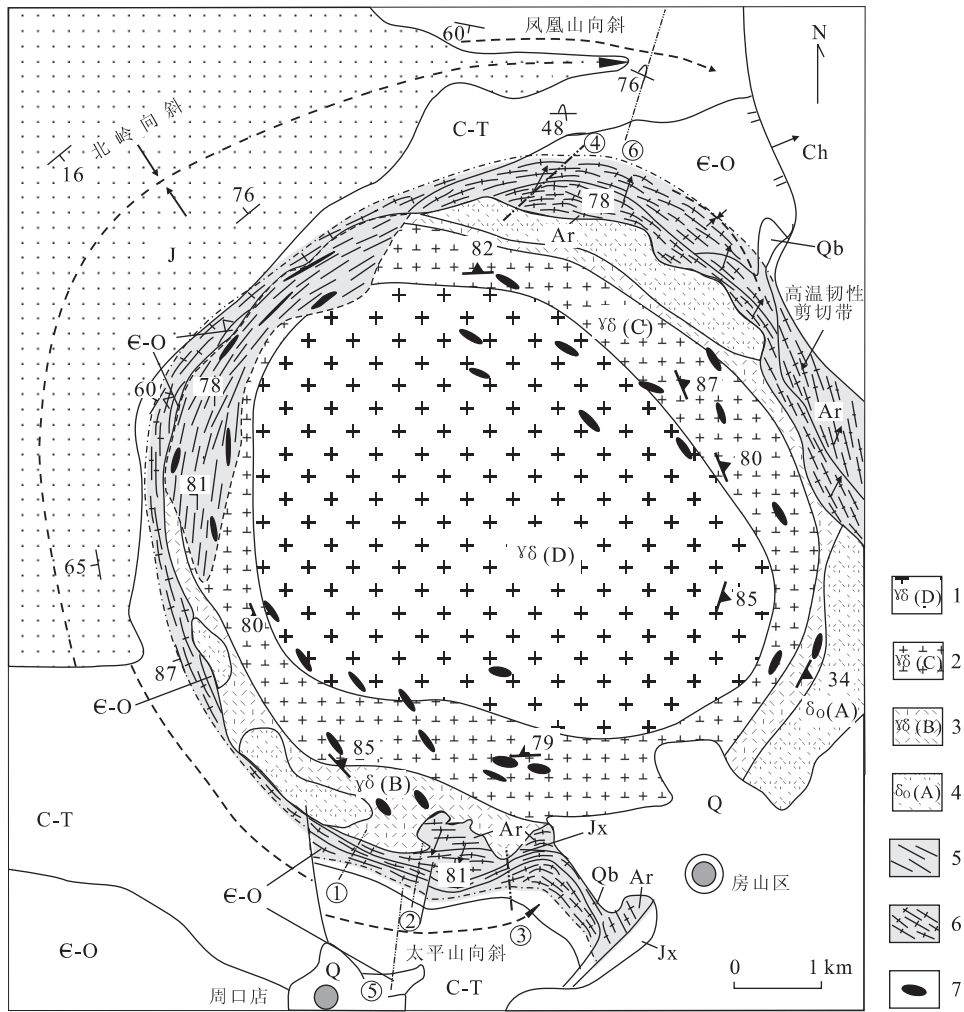 凤凰山向斜
60
N
76
C-T
48
④
⑥
Є-O
Ch
北岭向斜
16
76
J
78
Ar
Qb
82
高温韧性
剪切带
γδ (C)
Є-O
60
78
87
Ar
80
81
γδ (D)
65
85
γδ (D) 1
80
γδ (C) 2
87
34
Є-O
δo(A)
79
γδ (B) 3
85
γδ (B)
Q
δo(A) 4
C-T
Ar
Jx
81
Qb
Ar
房山区
5
Є-O
①
②
③
6
Є-O
太平山向斜
Jx
Q
0 1 km
周口店
⑤
C-T
7